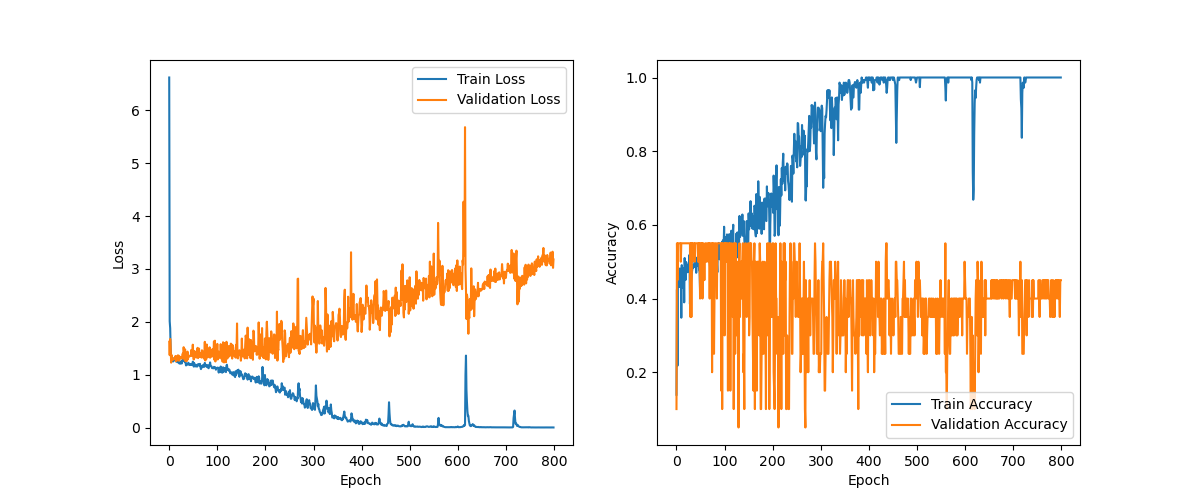 Train Loss
Validation Loss
6
5
4
3
2
1
0
Loss
0 100 200 300 400 500 600 700 800
Epoch
1.0
0.8
0.6
0.4
0.2
Accuracy
Train Accuracy
Validation Accuracy
0 100 200 300 400 500 600 700 800
Epoch